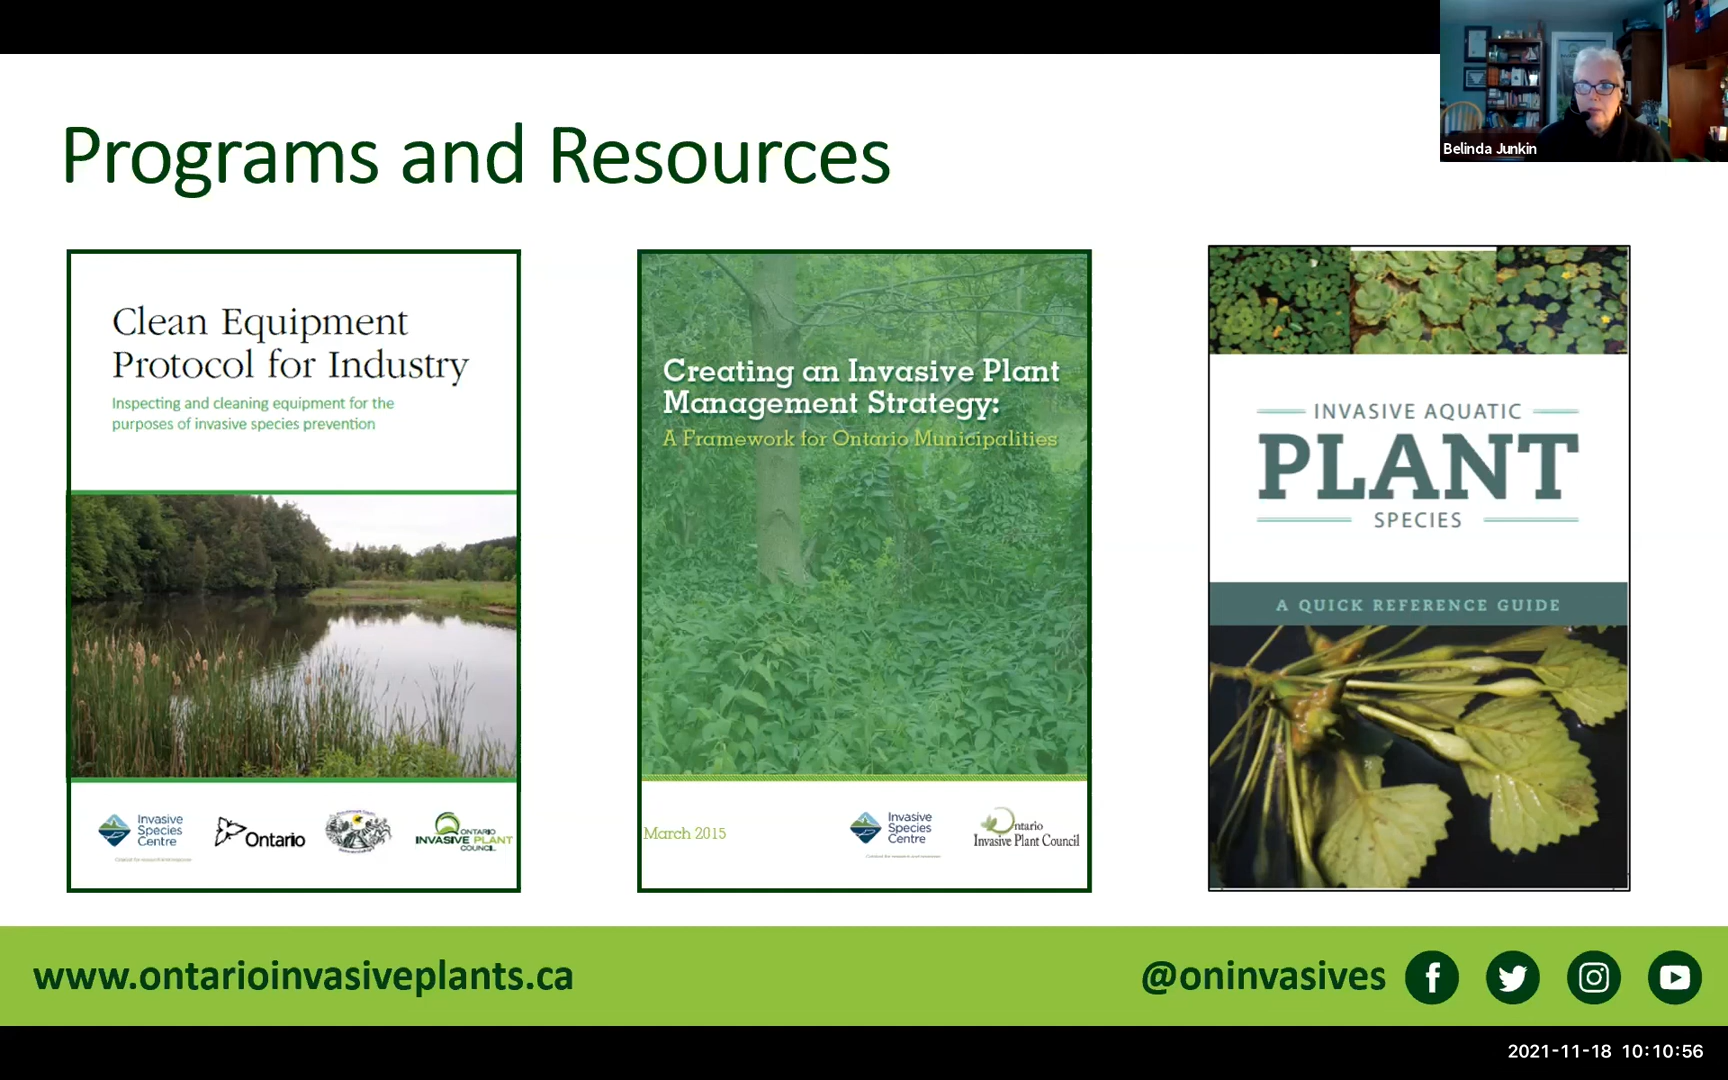 Belinda Junkin
Programs and Resources
Clean Equipment
Protocol for Industry
Inspecting and cleaning equipment for the
purposes of invasive species prevention
Invasive
Species
Centre
Ontario
ONTARIO
INVASIVE PLANT
COUNCIL
Creating an Invasive Plant
Management Strategy:
A Framework for Ontario Municipalities
March 2015
Invasive
Species
Centre
Ontario
Invasive Plant Council
INVASIVE AQUATIC
PLANT
SPECIES
A QUICK REFERENCE GUIDE
www.ontarioinvasiveplants.ca
@oninvasives
2021-11-18 10:10:56